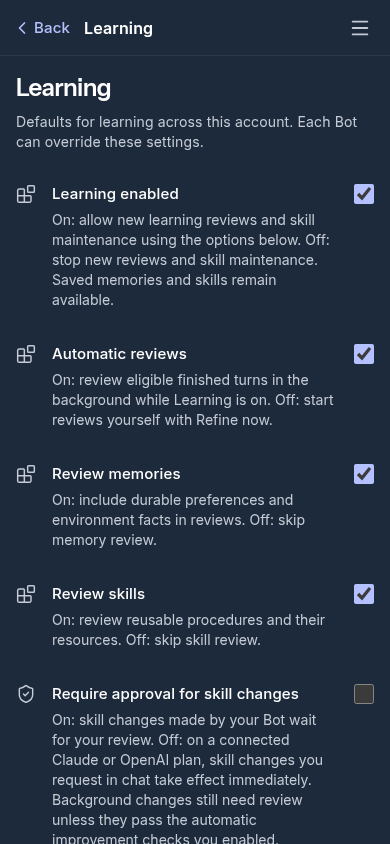 Back Learning
Learning
Defaults for learning across this account. Each Bot
can override these settings.
Learning enabled
On: allow new learning reviews and skill
maintenance using the options below. Off:
stop new reviews and skill maintenance.
Saved memories and skills remain
available.
Automatic reviews
On: review eligible finished turns in the
background while Learning is on. Off: start
reviews yourself with Refine now.
Review memories
On: include durable preferences and
environment facts in reviews. Off: skip
memory review.
Review skills
On: review reusable procedures and their
resources. Off: skip skill review.
Require approval for skill changes
On: skill changes made by your Bot wait
for your review. Off: on a connected
Claude or OpenAI plan, skill changes you
request in chat take effect immediately.
Background changes still need review
unless they pass the automatic
improvement checks you enabled.